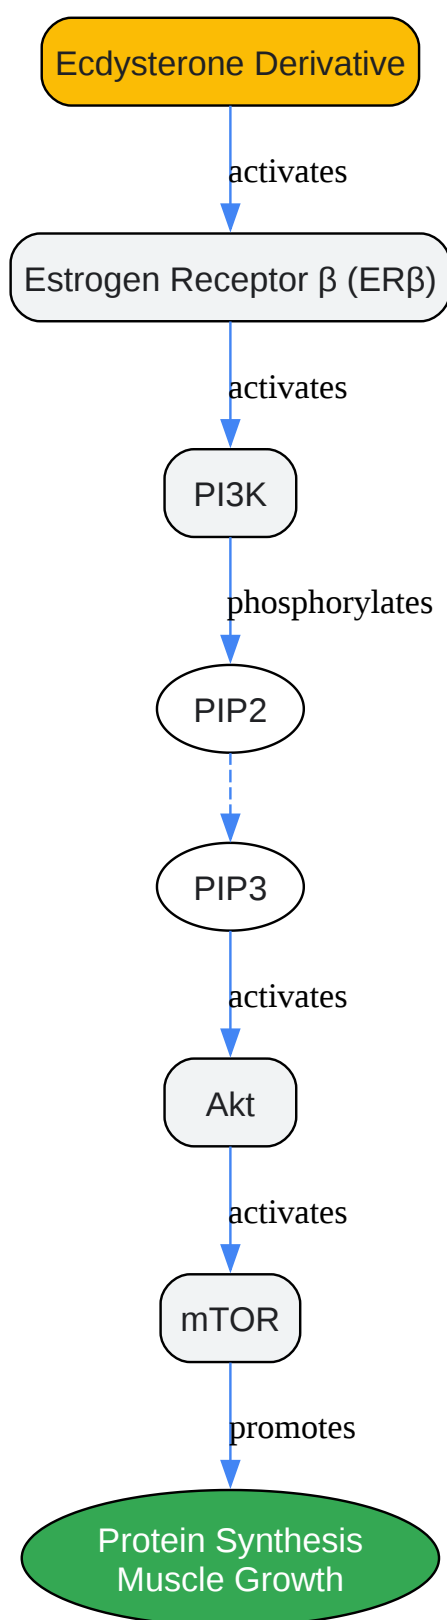 Ecdysterone Derivative
activates
Estrogen Receptor β (ERβ)
activates
PI3K
phosphorylates
PIP2
PIP3
activates
Akt
activates
mTOR
promotes
Protein Synthesis
Muscle Growth